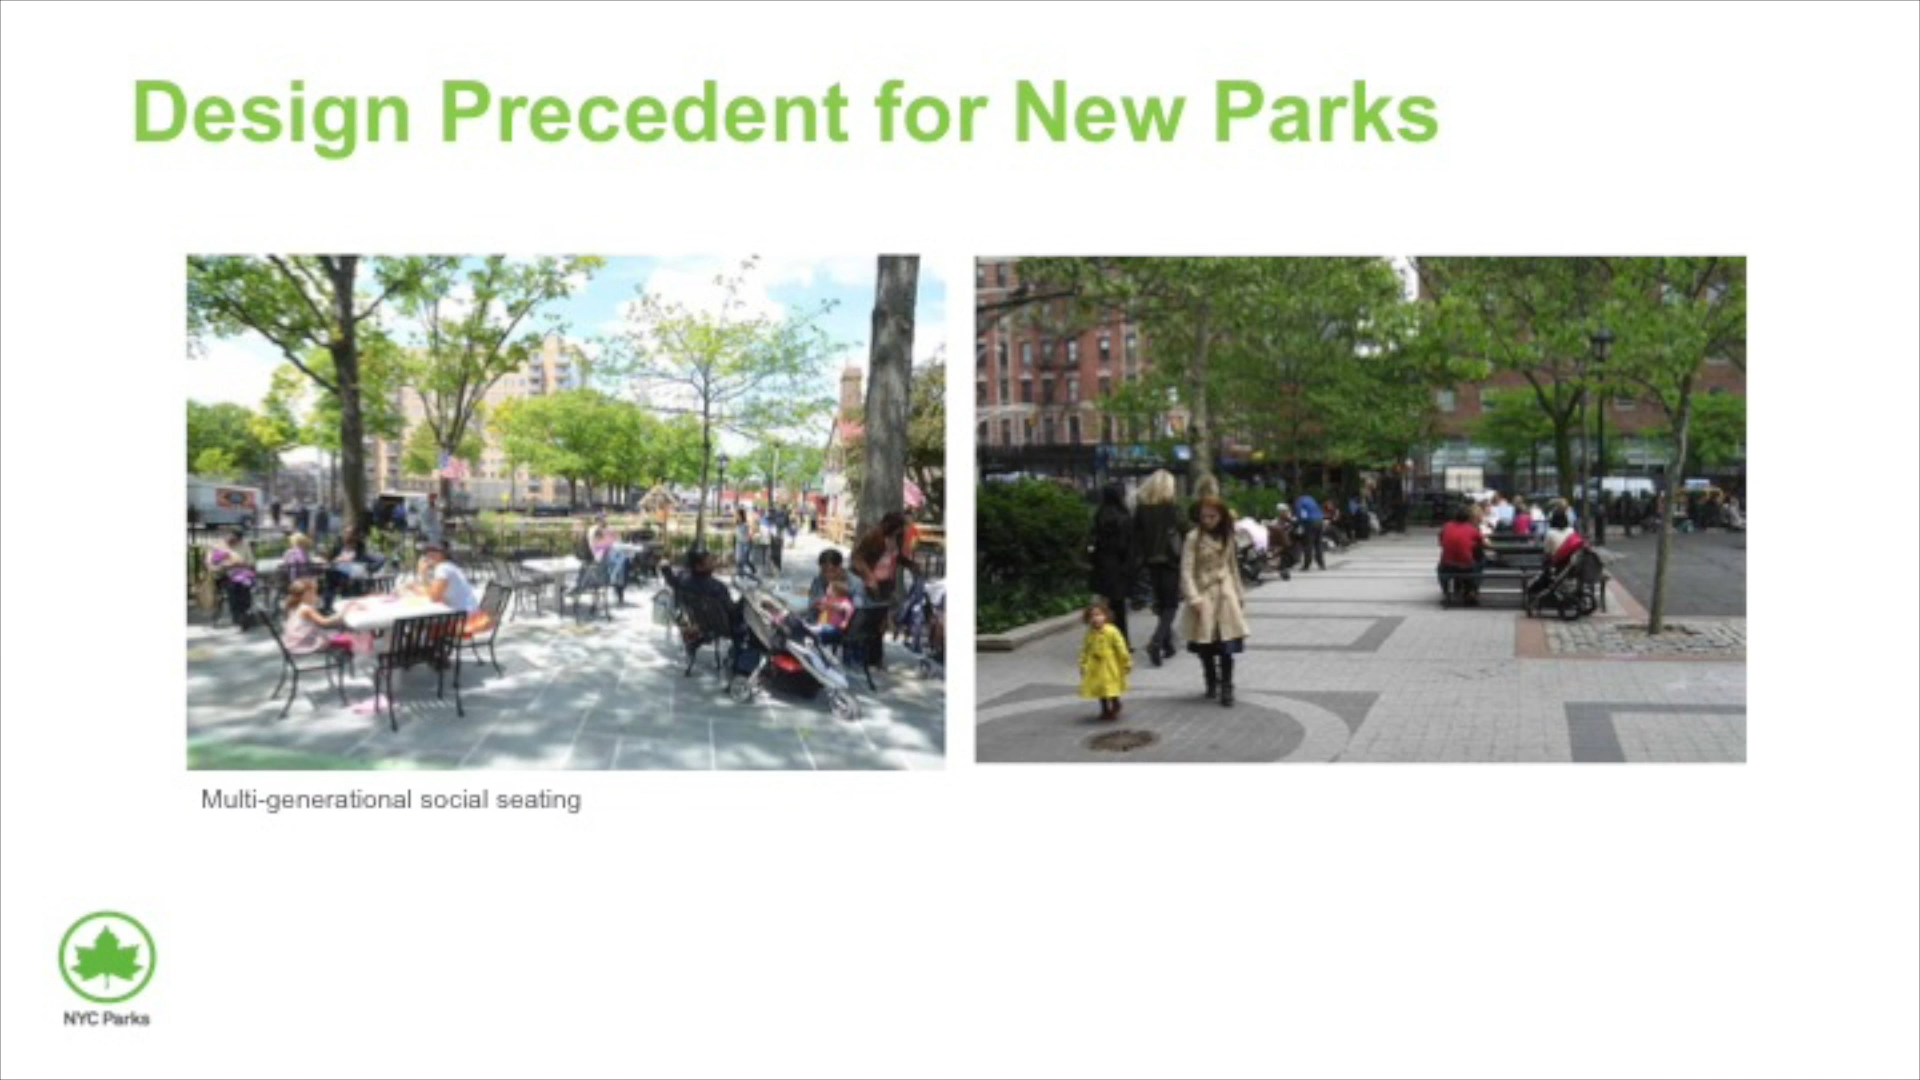 Design Precedent for New Parks
Multi-generational social seating
NYC Parks